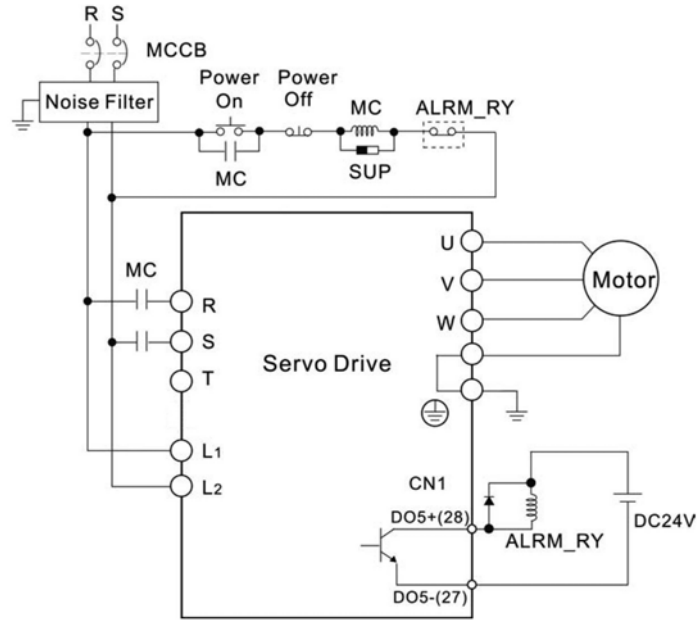 R S
MCCB
Noise Filter
Power On
Power Off
MC
ALRM_RY
MC
SUP
MC
R
S
T
L1
L2
Servo Drive
U
V
W
Motor
CN1
DO5+(28)
DO5-(27)
ALRM_RY
DC24V